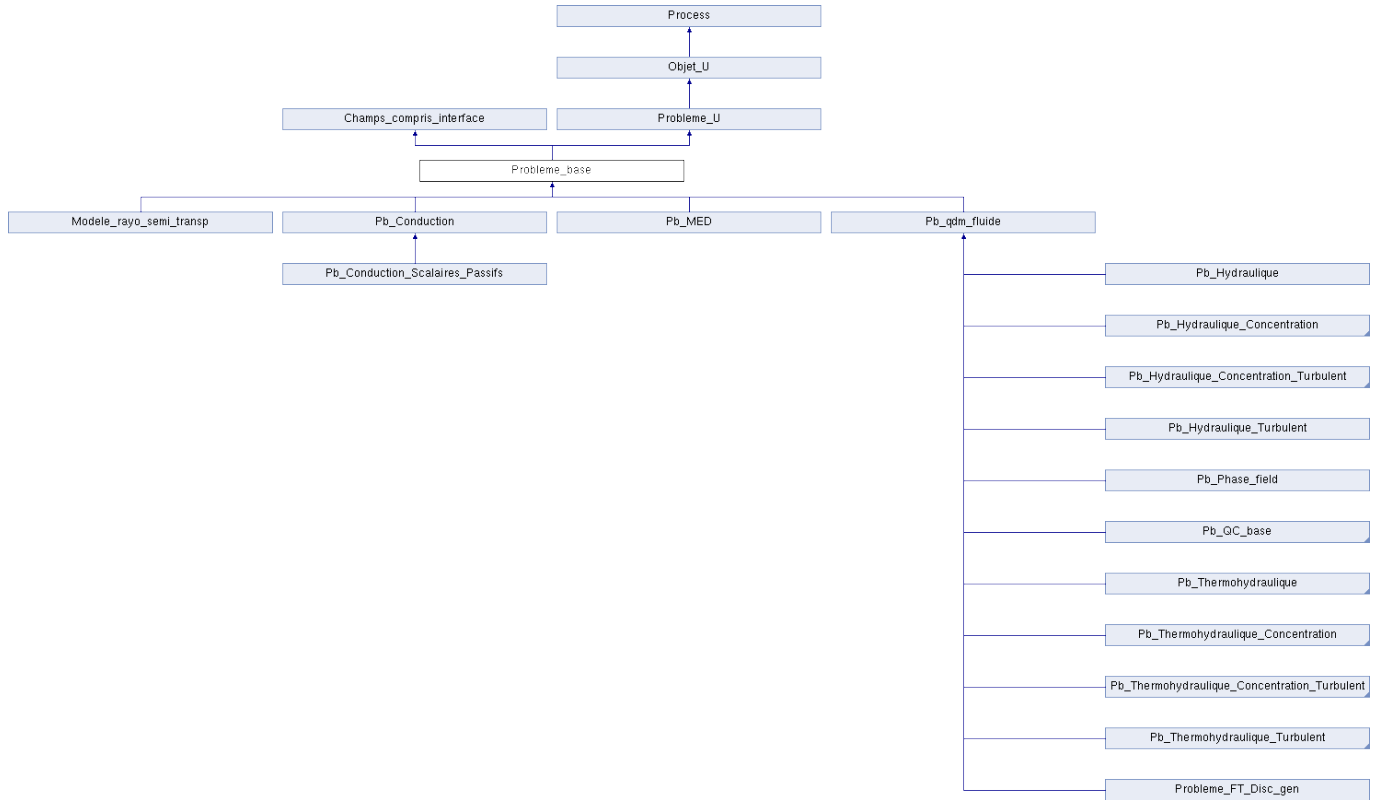 Process
Objet_U
Champs_compris_interface
Probleme_U
Probleme_base
Modele_rayo_semi_transp
Pb_Conduction
Pb_MED
Pb_qdm_fluide
Pb_Conduction_Scalaires_Passifs
Pb_Hydraulique
Pb_Hydraulique_Concentration
Pb_Hydraulique_Concentration_Turbulent
Pb_Hydraulique_Turbulent
Pb_Phase_field
Pb_QC_base
Pb_Thermohydraulique
Pb_Thermohydraulique_Concentration
Pb_Thermohydraulique_Concentration_Turbulent
Pb_Thermohydraulique_Turbulent
Probleme_FT_Disc_gen